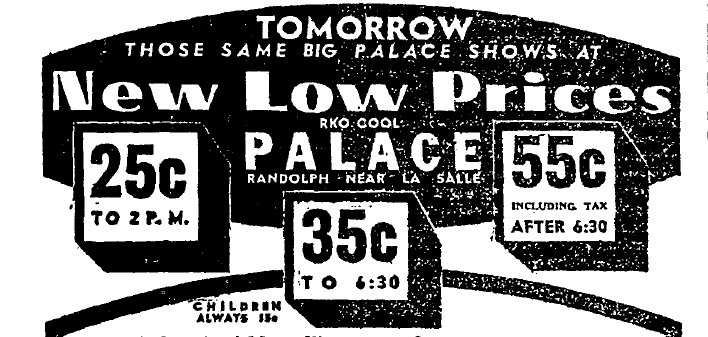 TOMORROW
THOSE SAME BIG PALACE SHOWS AT
New Low Prices
RKO COOL
PALACE
RANDOLPH NEAR LA SALLE
25c
TO 2 P.M.
35c
TO 6:30
55c
INCLUDING TAX
AFTER 6:30
CHILDREN
ALWAYS 15c